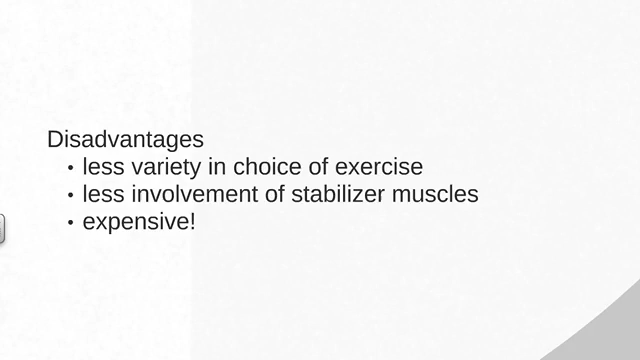 Disadvantages
• less variety in choice of exercise
• less involvement of stabilizer muscles
• expensive!